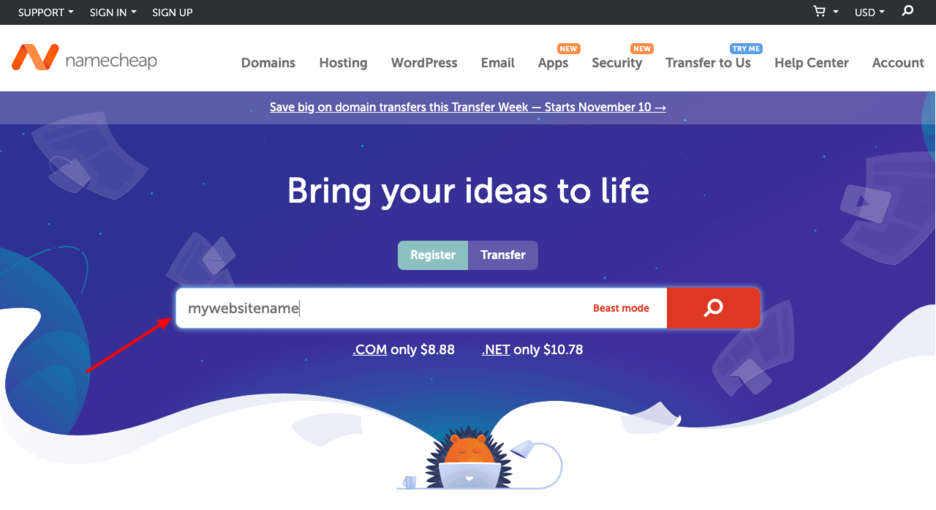 SUPPORT SIGN IN SIGN UP USD
namecheap
NEW NEW TRY ME
Domains Hosting WordPress Email Apps Security Transfer to Us Help Center Account
Save big on domain transfers this Transfer Week — Starts November 10 →
Bring your ideas to life
Register Transfer
mywebsitename Beast mode
.COM only $8.88 .NET only $10.78